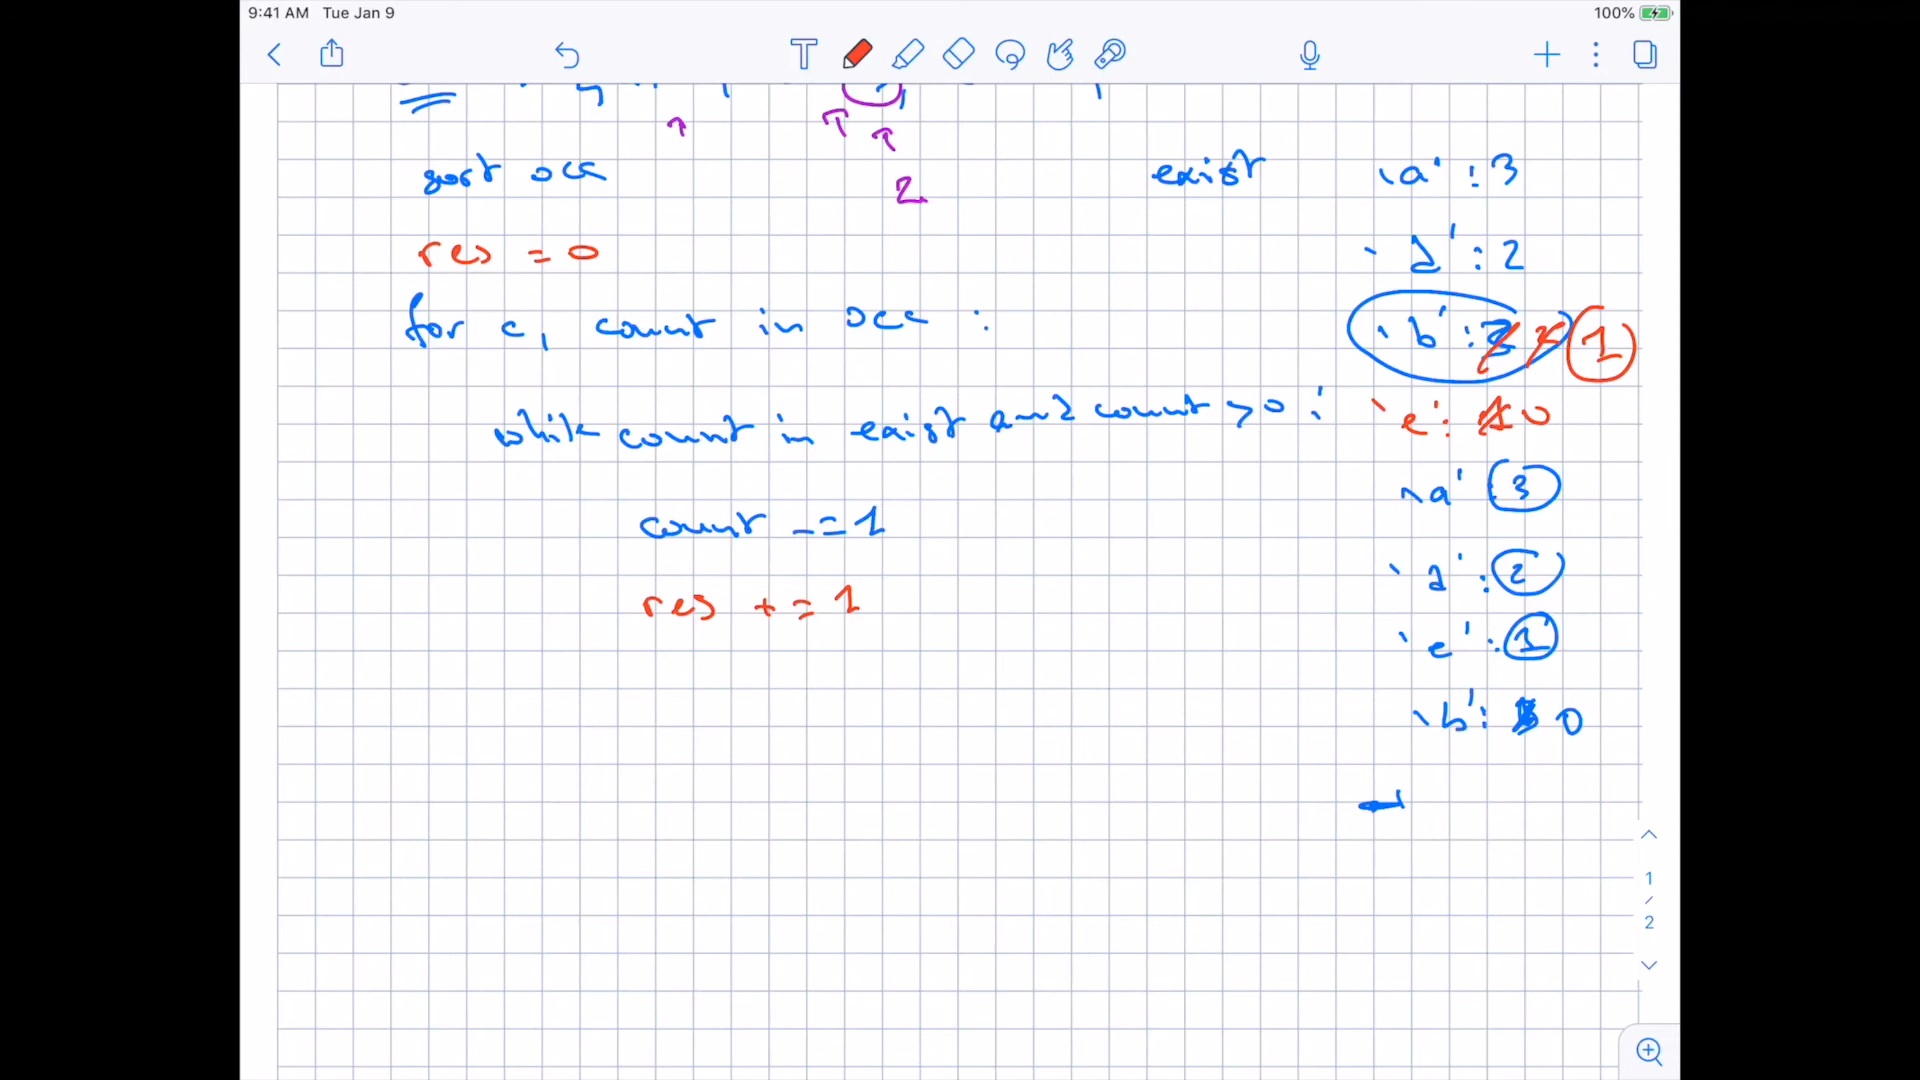 9:41 AM Tue Jan 9 100%
T
2
sort occ exist 'a' : 3
res = 0 'd' : 2
for c, count in occ : 'b' : 1
while count in exist and count > 0 : 'e' : 0
'a' 3
count -= 1
'd' : 2
res += 1
'e' : 1
'b' : 0
1
2